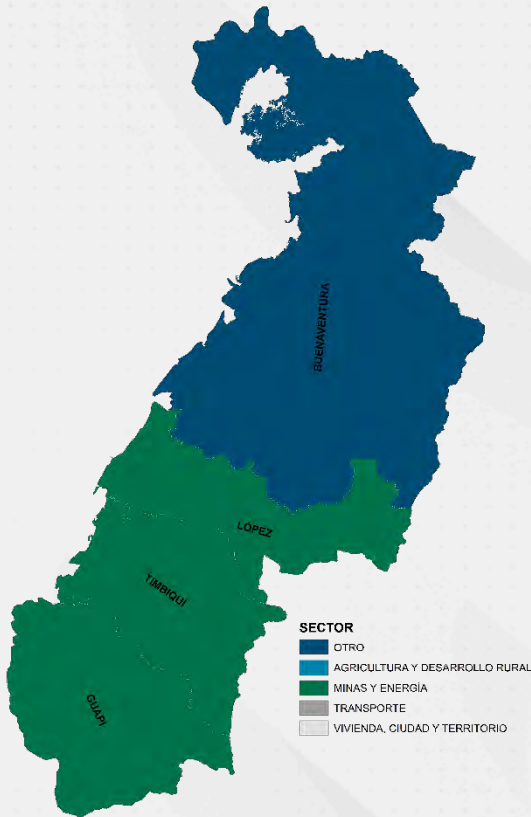 BUENAVENTURA
LÓPEZ
TIMBIQUÍ
GUAPI
SECTOR
OTRO
AGRICULTURA Y DESARROLLO RURAL
MINAS Y ENERGÍA
TRANSPORTE
VIVIENDA, CIUDAD Y TERRITORIO